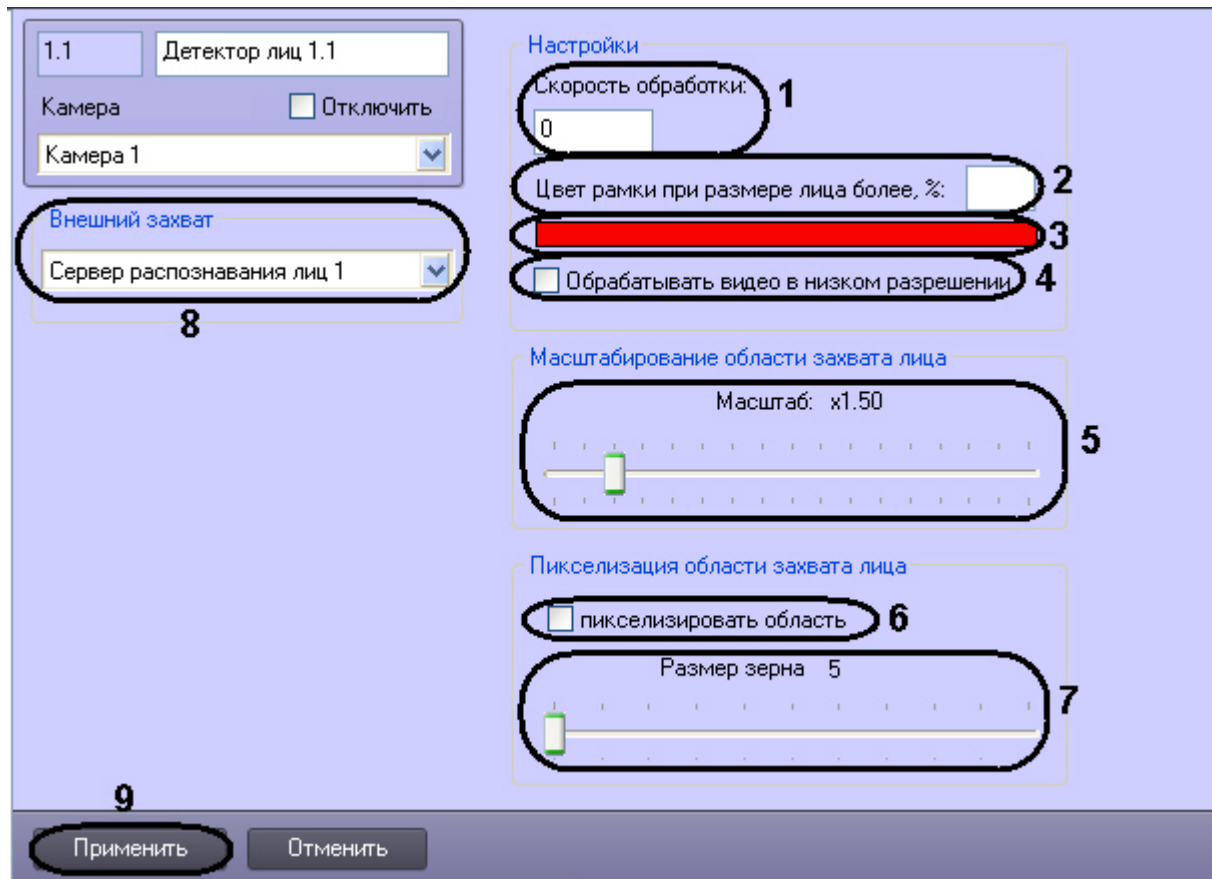 1.1
Детектор лиц 1.1
Камера
Отключить
Камера 1
Внешний захват
Сервер распознавания лиц 1
8
Настройки
Скорость обработки:
1
0
Цвет рамки при размере лица более, %:
2
3
Обрабатывать видео в низком разрешении
4
Масштабирование области захвата лица
Масштаб: x1.50
5
Пикселизация области захвата лица
пикселизировать область
6
Размер зерна 5
7
9
Применить
Отменить